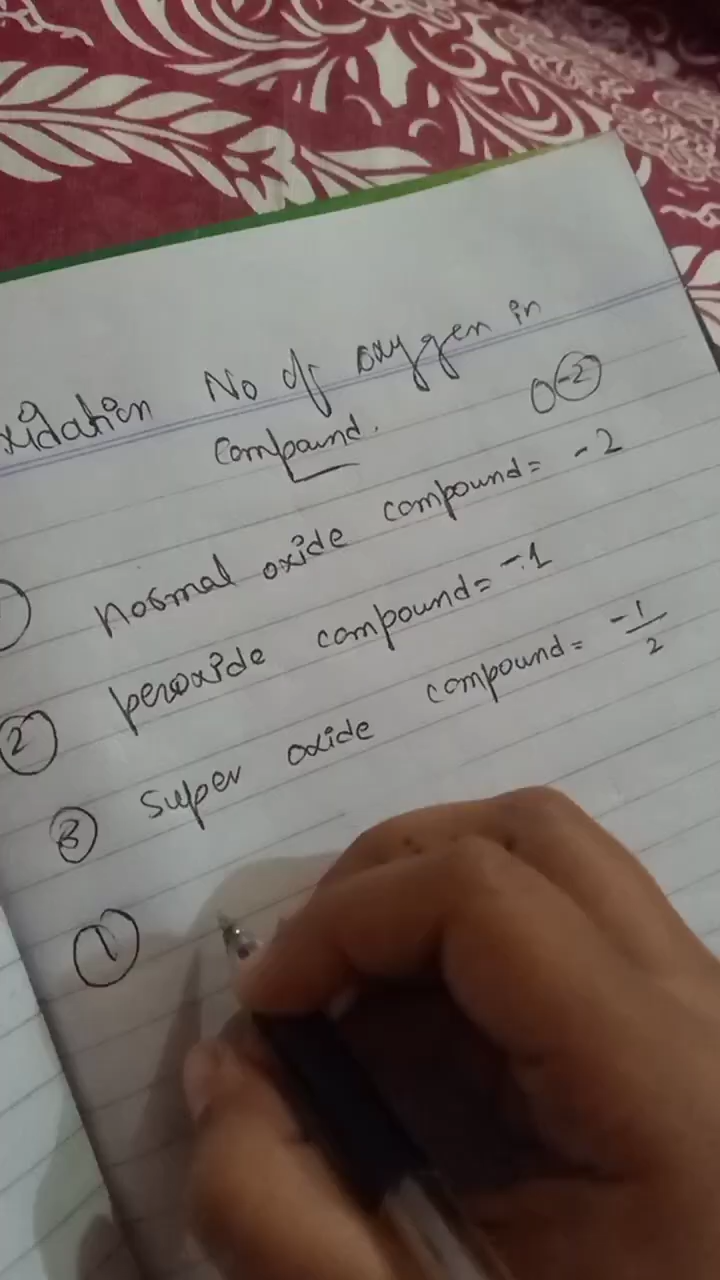 xidation No of oxygen in
compound.
O -2
normal oxide compound = -2
2 peroxide compound = -1
3 super oxide compound = -1/2
1